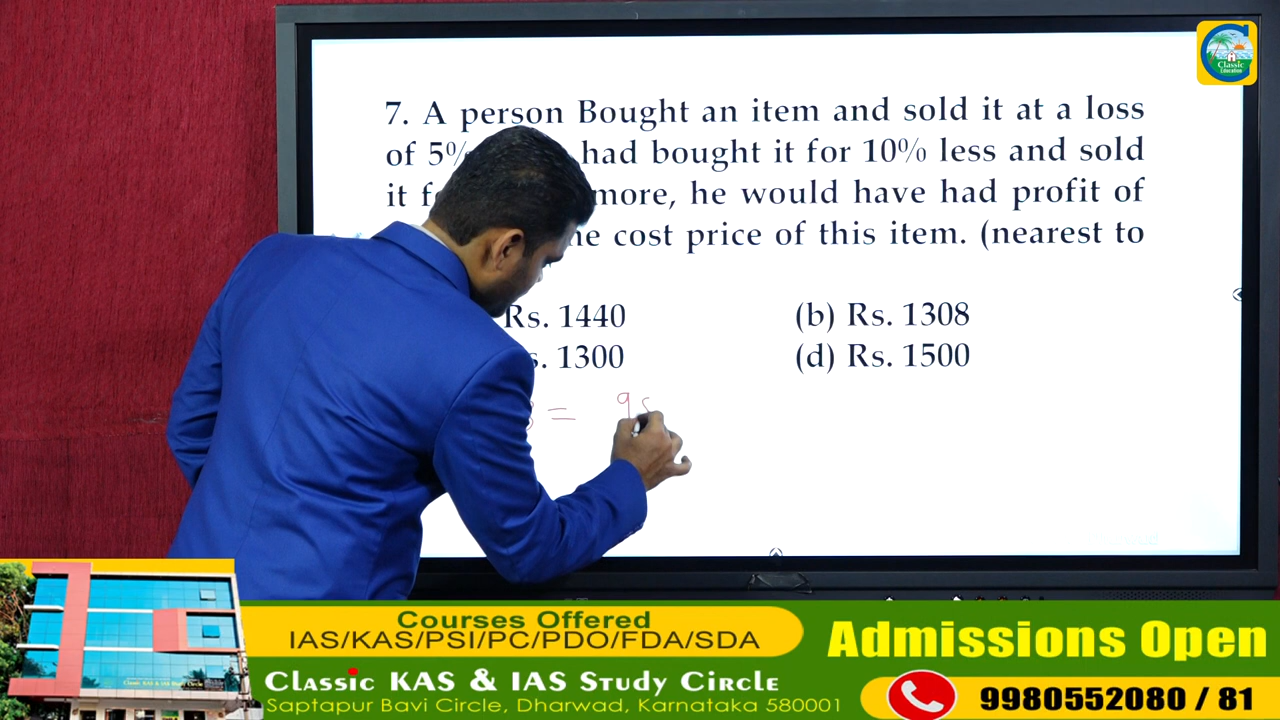 Classic
Education
7. A person Bought an item and sold it at a loss
of 5% had bought it for 10% less and sold
it more, he would have had profit of
cost price of this item. (nearest to
Rs. 1440 (b) Rs. 1308
1300 (d) Rs. 1500
= 9
Courses Offered
IAS/KAS/PSI/PC/PDO/FDA/SDA
Classic KAS & IAS Study Circle
Saptapur Bavi Circle, Dharwad, Karnataka 580001
Admissions Open
9980552080 / 81